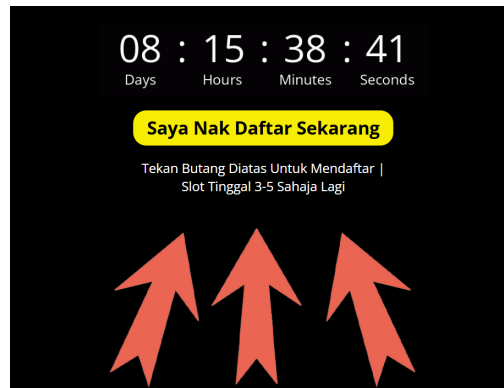 08 : 15 : 38 : 41
Days Hours Minutes Seconds
Saya Nak Daftar Sekarang
Tekan Butang Diatas Untuk Mendaftar |
Slot Tinggal 3-5 Sahaja Lagi